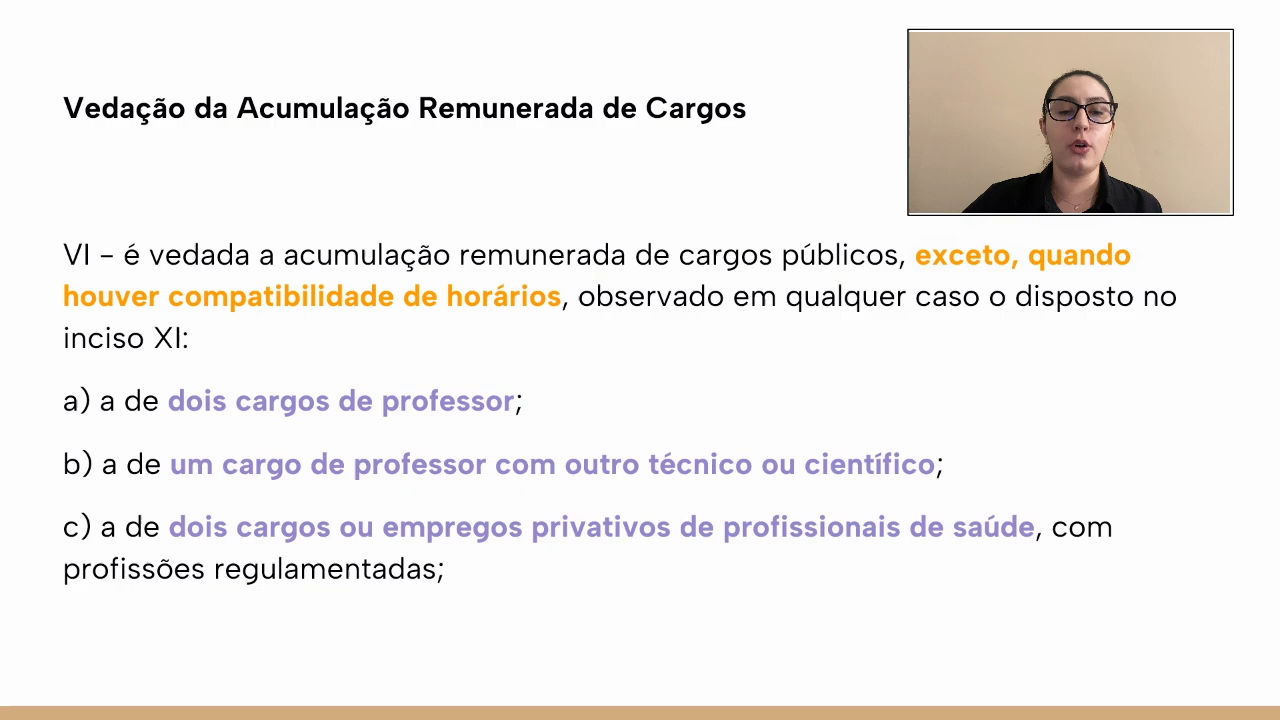 Vedação da Acumulação Remunerada de Cargos
VI – é vedada a acumulação remunerada de cargos públicos, exceto, quando
houver compatibilidade de horários, observado em qualquer caso o disposto no
inciso XI:
a) a de dois cargos de professor;
b) a de um cargo de professor com outro técnico ou científico;
c) a de dois cargos ou empregos privativos de profissionais de saúde, com
profissões regulamentadas;